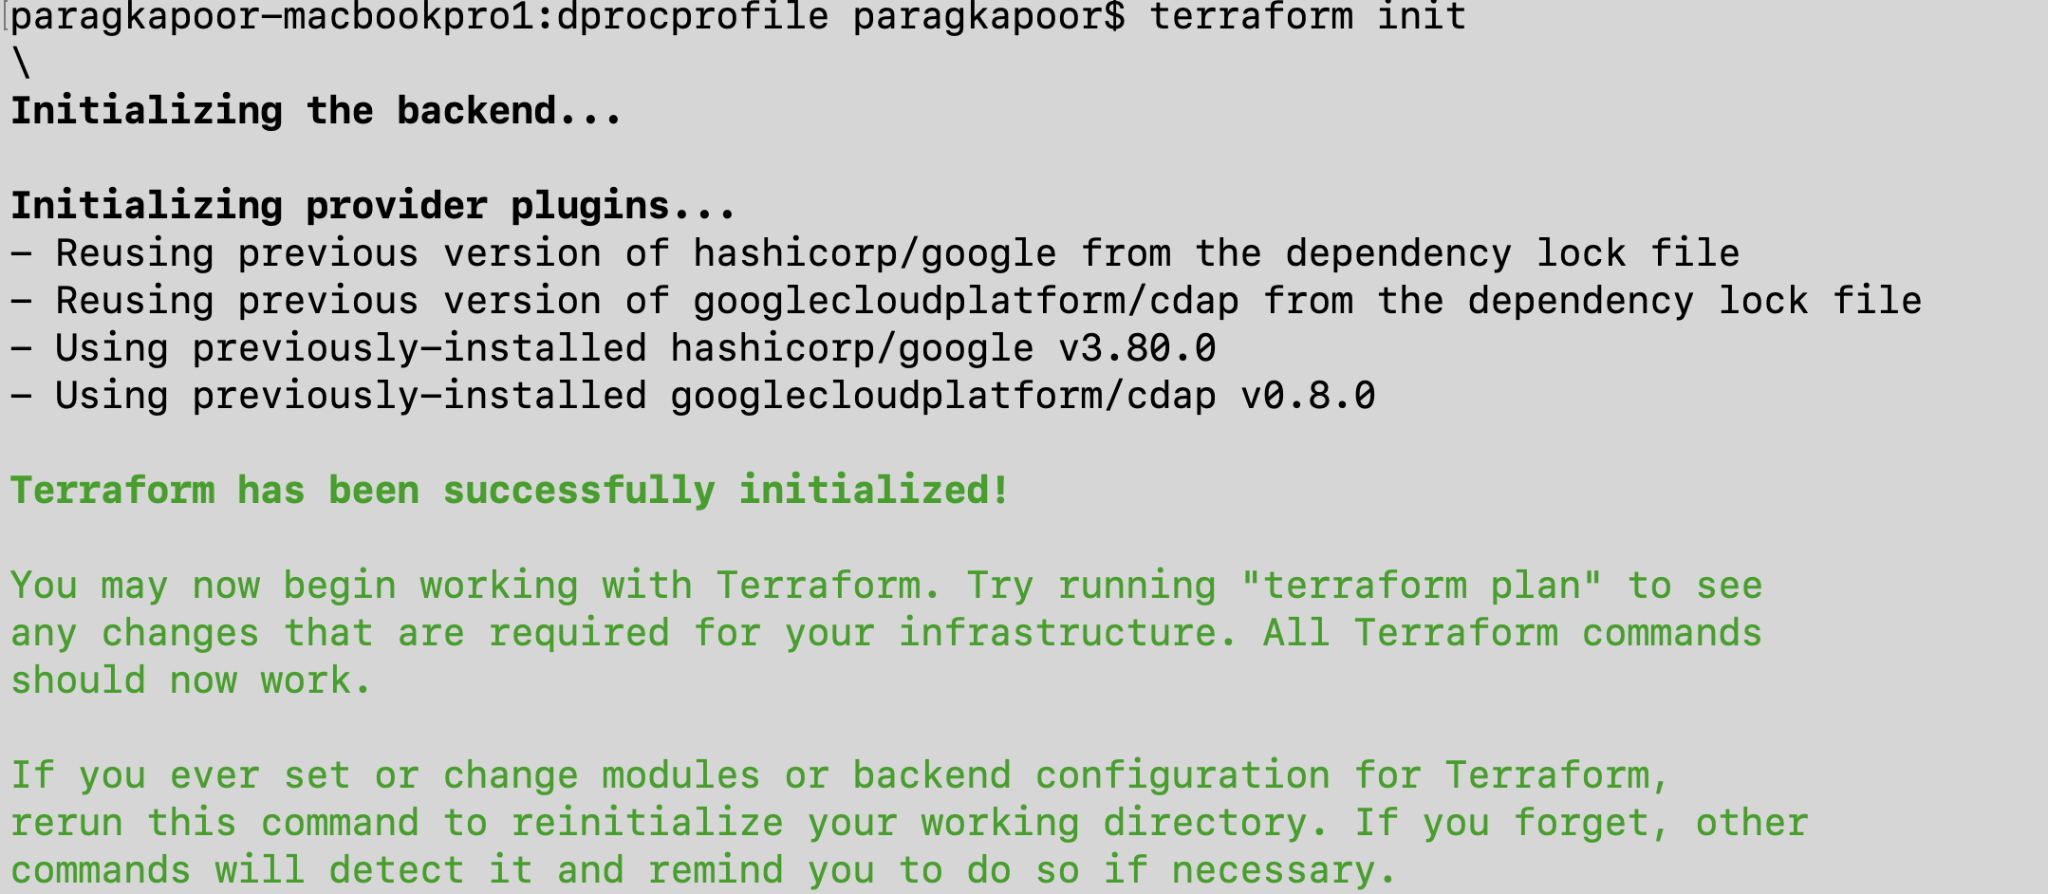 paragkapoor-macbookpro1:dprocprofile paragkapoor$ terraform init
\
Initializing the backend...
Initializing provider plugins...
- Reusing previous version of hashicorp/google from the dependency lock file
- Reusing previous version of googlecloudplatform/cdap from the dependency lock file
- Using previously-installed hashicorp/google v3.80.0
- Using previously-installed googlecloudplatform/cdap v0.8.0
Terraform has been successfully initialized!
You may now begin working with Terraform. Try running "terraform plan" to see
any changes that are required for your infrastructure. All Terraform commands
should now work.
If you ever set or change modules or backend configuration for Terraform,
rerun this command to reinitialize your working directory. If you forget, other
commands will detect it and remind you to do so if necessary.